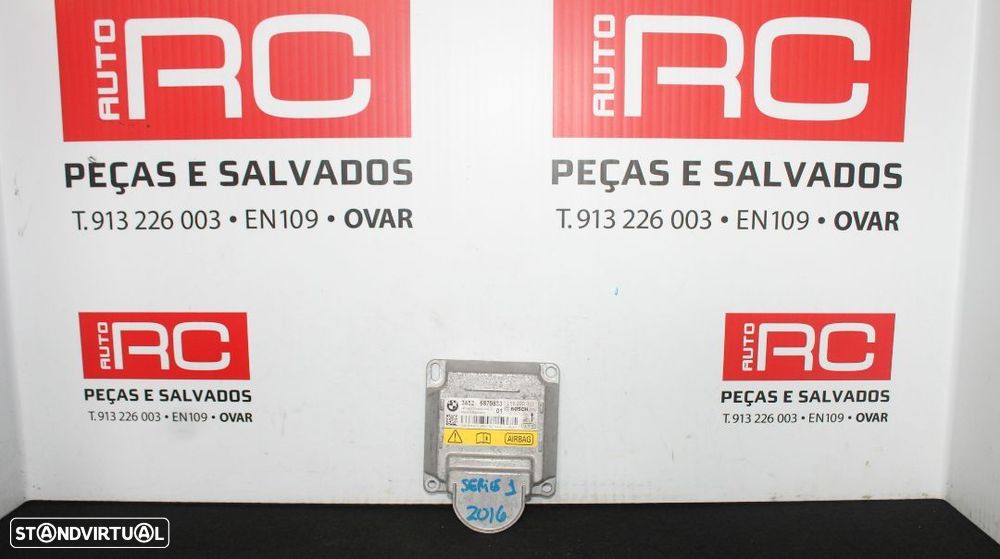 AUTO RC
PEÇAS E SALVADOS
T. 913 226 003 • EN109 • OVAR
AUTO RC
PEÇAS E SALVADOS
T. 913 226 003 • EN109 • OVAR
AUTO RC
PEÇAS E SALVADOS
T. 913 226 003 • EN109 • OVAR
AUTO RC
PEÇAS E SALVADOS
T. 913 226 003 • EN109 • OVAR
01 BOSCH
AIRBAG
SERIE 1
2016
STANDVIRTUAL